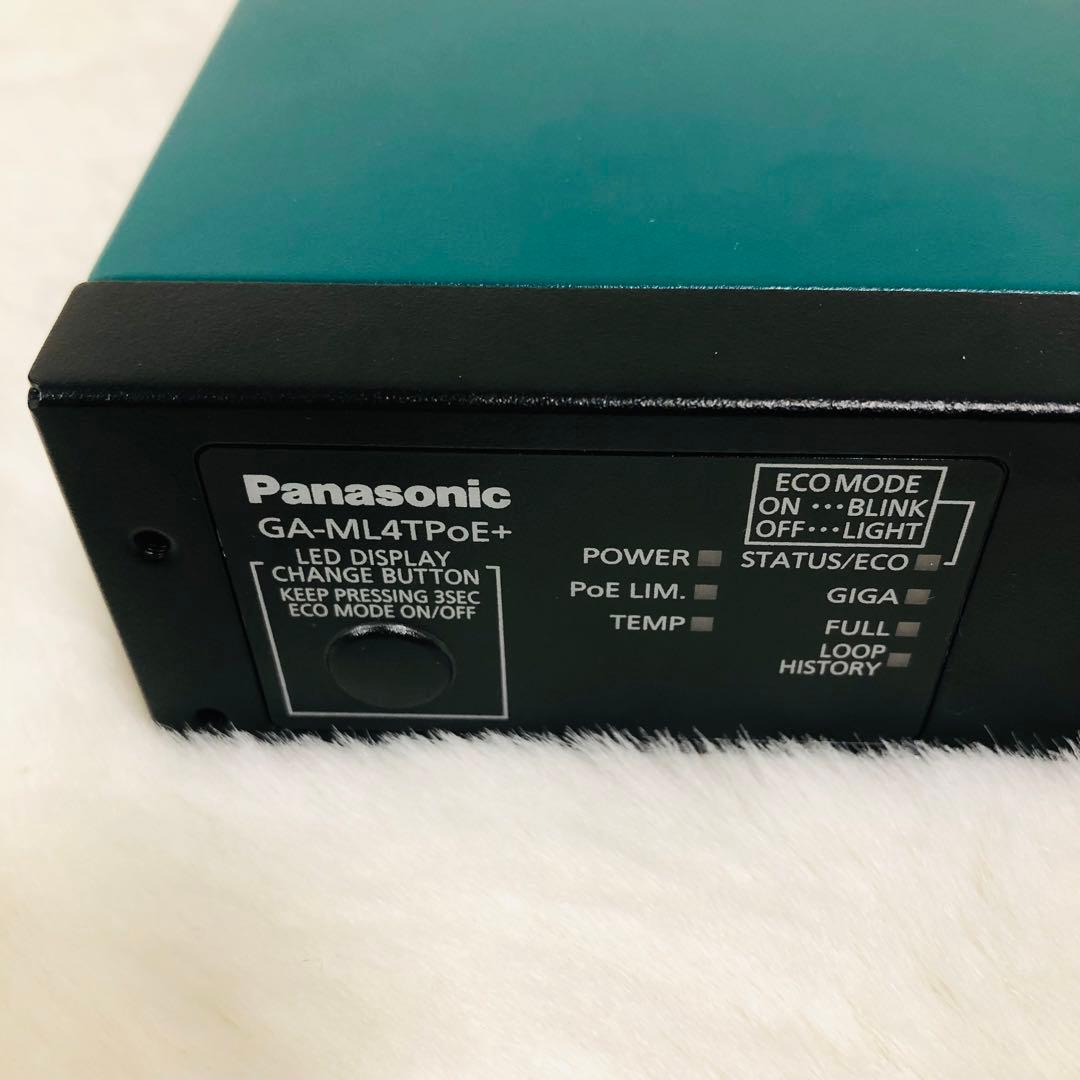 Panasonic
GA-ML4TPoE+
LED DISPLAY
CHANGE BUTTON
KEEP PRESSING 3SEC
ECO MODE ON/OFF
POWER
PoE LIM.
TEMP
ECO MODE
ON ···BLINK
OFF···LIGHT
STATUS/ECO
GIGA
FULL
LOOP
HISTORY